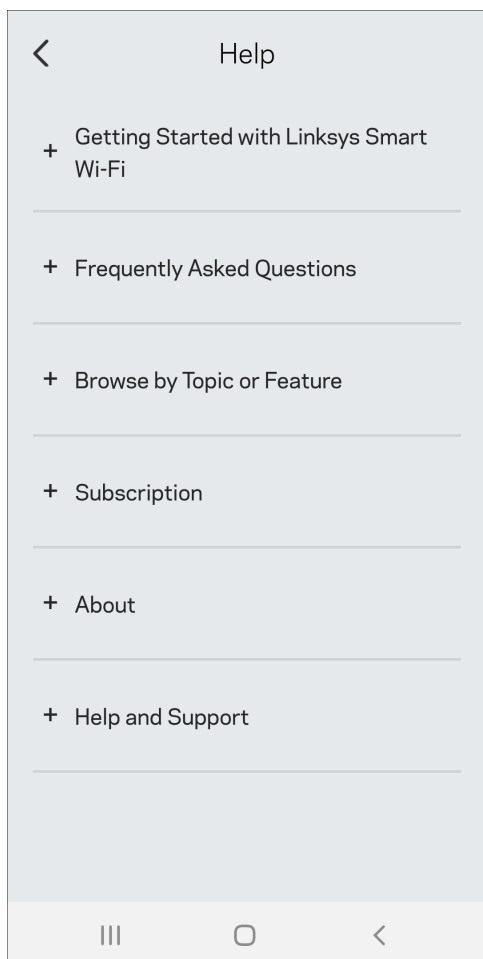 Help
+ Getting Started with Linksys Smart
Wi-Fi
+ Frequently Asked Questions
+ Browse by Topic or Feature
+ Subscription
+ About
+ Help and Support